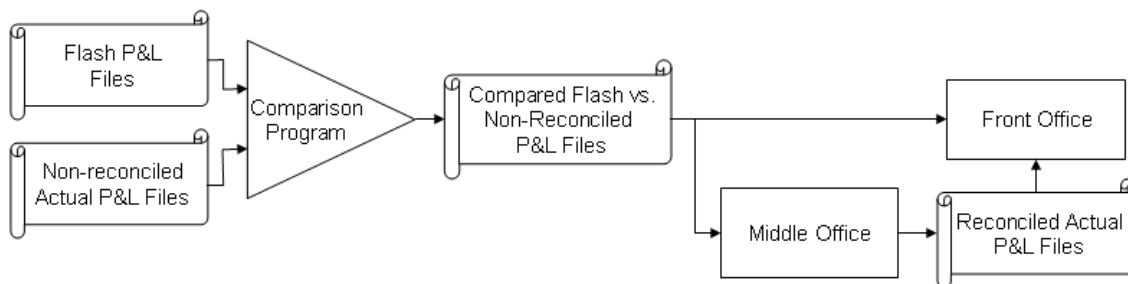 Flash P&L
Files
Non-reconciled
Actual P&L Files
Comparison
Program
Compared Flash vs.
Non-Reconciled
P&L Files
Front Office
Middle Office
Reconciled Actual
P&L Files